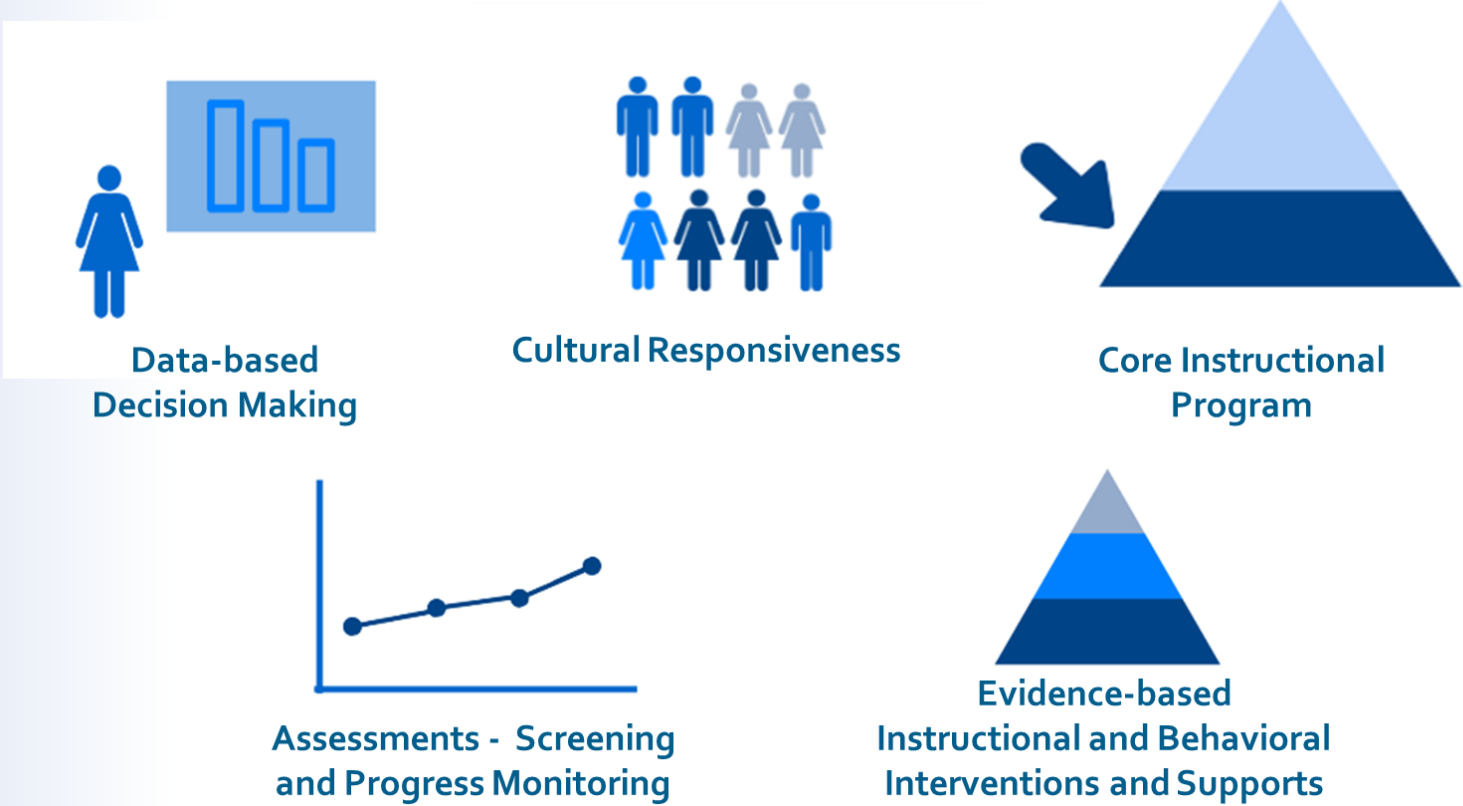 Data-based
Decision Making
Cultural Responsiveness
Core Instructional
Program
Assessments - Screening
and Progress Monitoring
Evidence-based
Instructional and Behavioral
Interventions and Supports